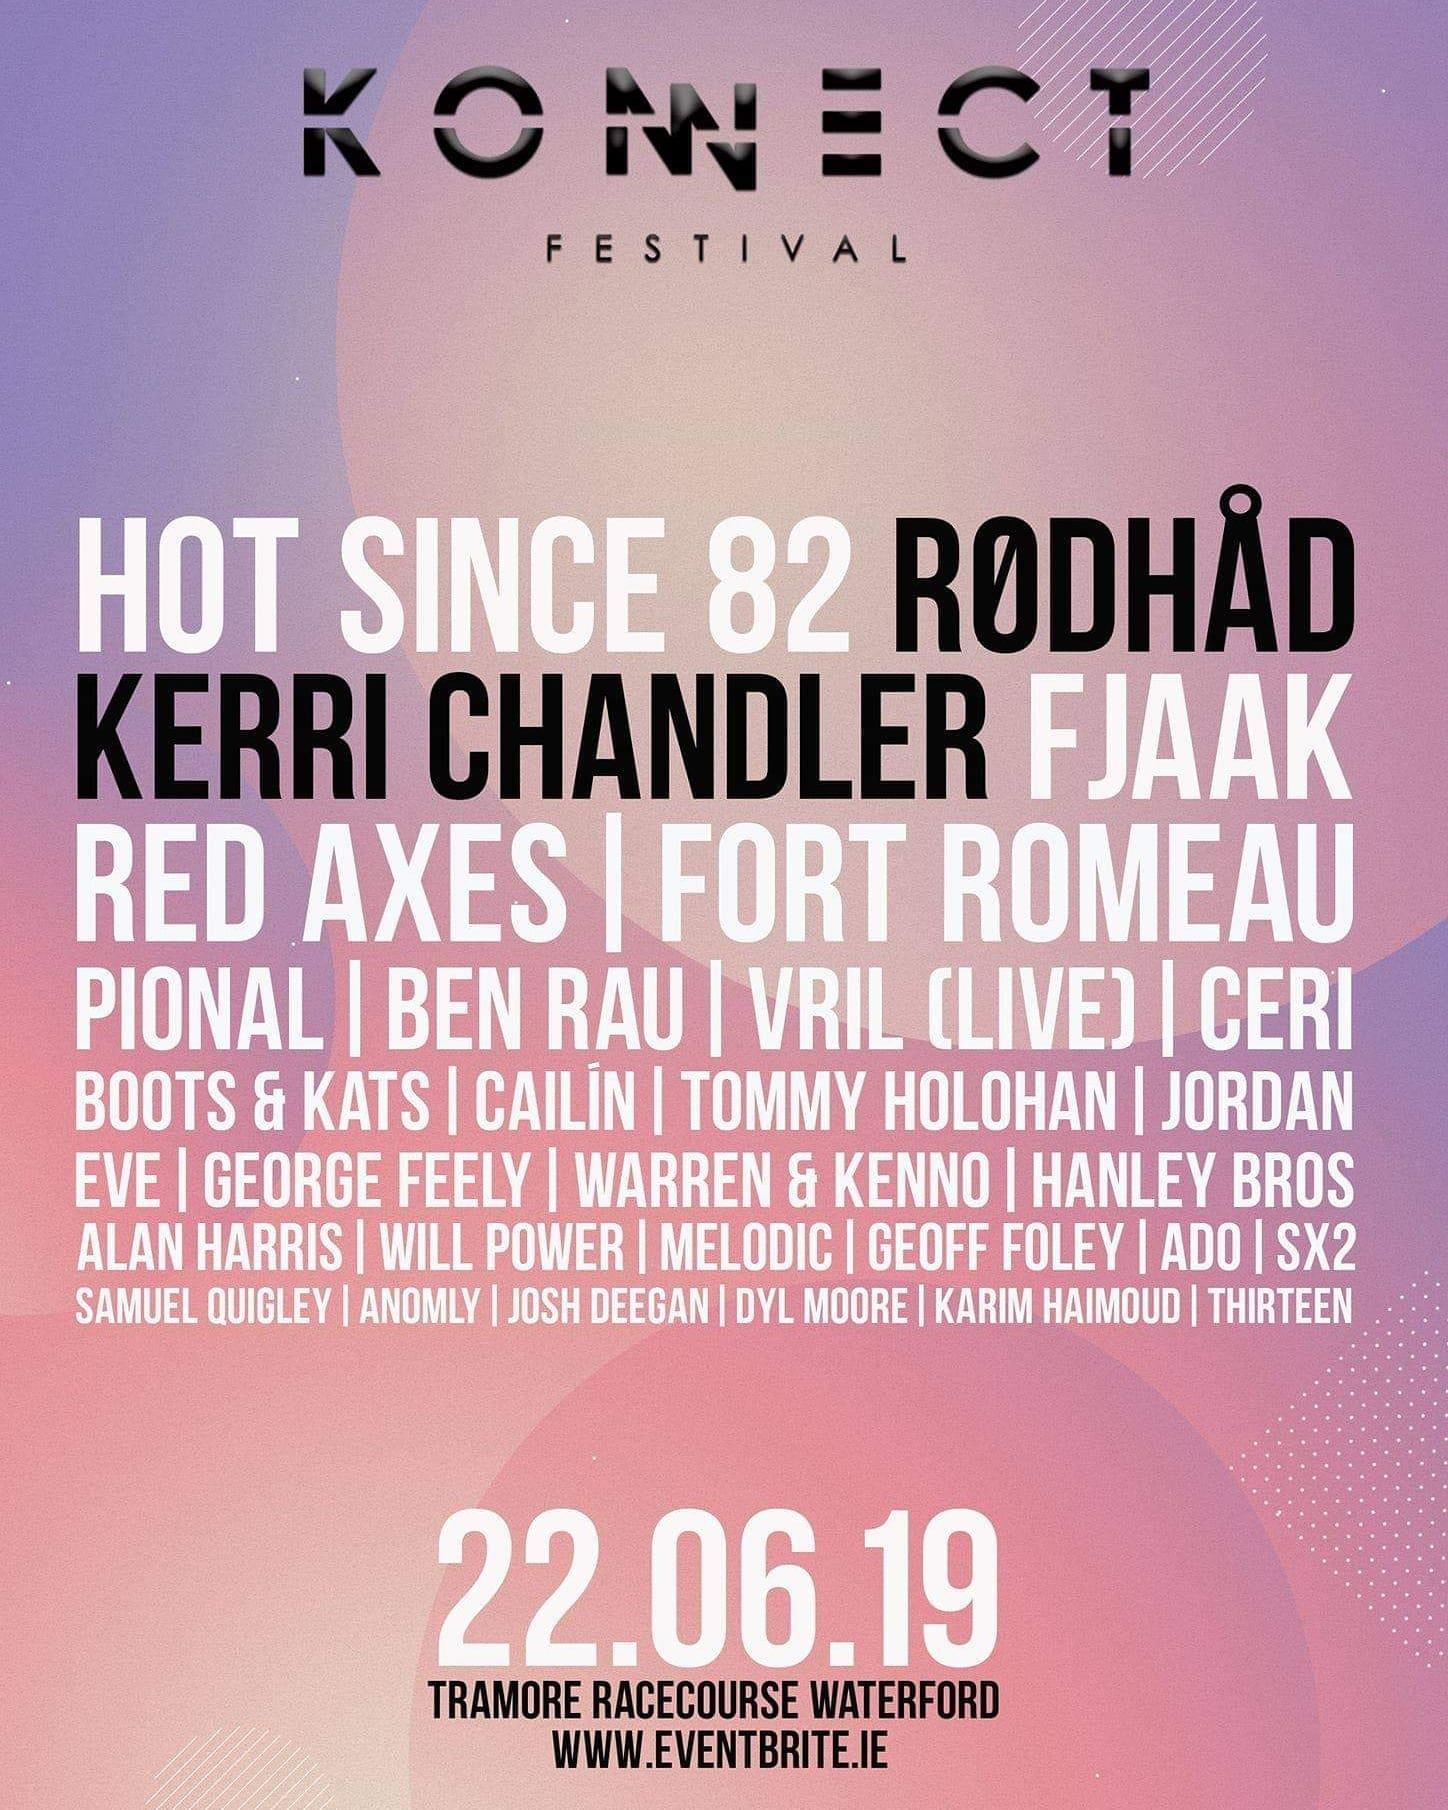 KONNECT
FESTIVAL
HOT SINCE 82 RØDHÅD
KERRI CHANDLER FJAAK
RED AXES | FORT ROMEAU
PIONAL | BEN RAU | VRIL (LIVE) | CERI
BOOTS & KATS | CAILÍN | TOMMY HOLOHAN | JORDAN
EVE | GEORGE FEELY | WARREN & KENNO | HANLEY BROS
ALAN HARRIS | WILL POWER | MELODIC | GEOFF FOLEY | ADO | SX2
SAMUEL QUIGLEY | ANOMLY | JOSH DEEGAN | DYL MOORE | KARIM HAIMOUD | THIRTEEN
22.06.19
TRAMORE RACECOURSE WATERFORD
WWW.EVENTBRITE.IE